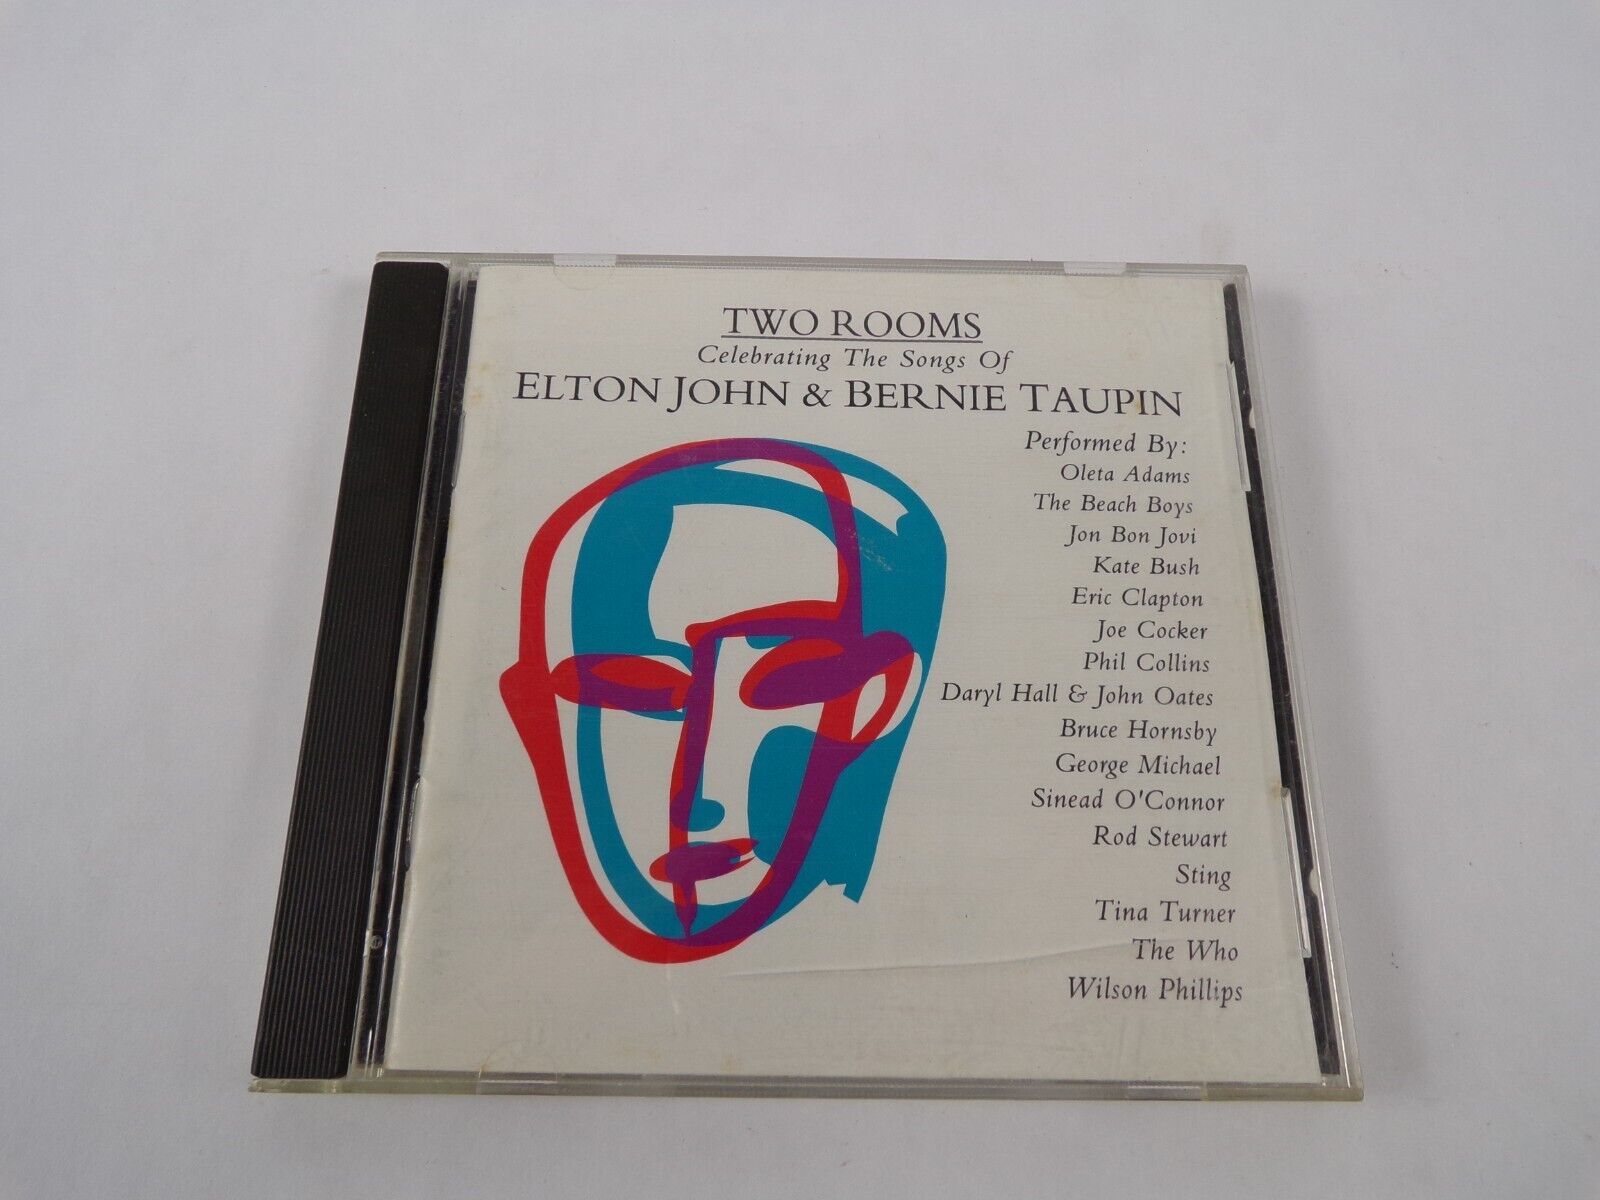 TWO ROOMS
Celebrating The Songs Of
ELTON JOHN & BERNIE TAUPIN
Performed By:
Oleta Adams
The Beach Boys
Jon Bon Jovi
Kate Bush
Eric Clapton
Joe Cocker
Phil Collins
Daryl Hall & John Oates
Bruce Hornsby
George Michael
Sinead O'Connor
Rod Stewart
Sting
Tina Turner
The Who
Wilson Phillips